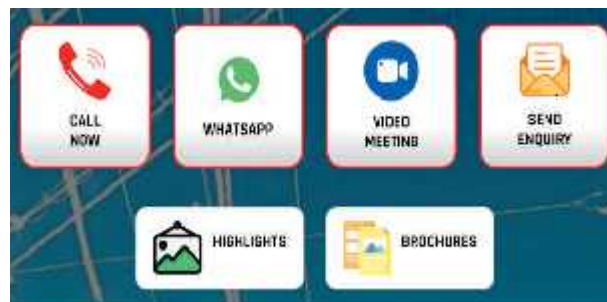 CALL
NOW
WHATSAPP
VIDEO
MEETING
SEND
ENQUIRY
HIGHLIGHTS
BROCHURES